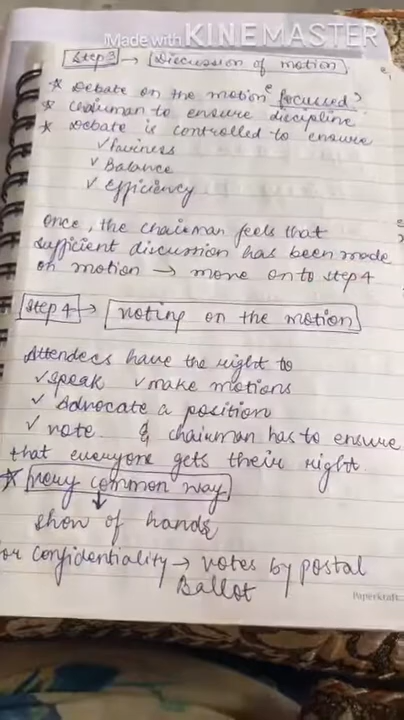 Made with KINEMASTER
Step 3 → Discussion of motion
* Debate on the motion (focussed)
* Chairman to ensure discipline
* Debate is controlled to ensure
✓ Fairness
✓ Balance
✓ Efficiency
Once, the chairman feels that
sufficient discussion has been made
on motion → move onto step 4
Step 4 → Voting on the motion
Attendees have the right to
✓ speak ✓ make motions
✓ Advocate a position
✓ vote. & chairman has to ensure
that everyone gets their right.
* Very common way
↓
show of hands
for confidentiality → votes by postal
Ballot
Paperkraft